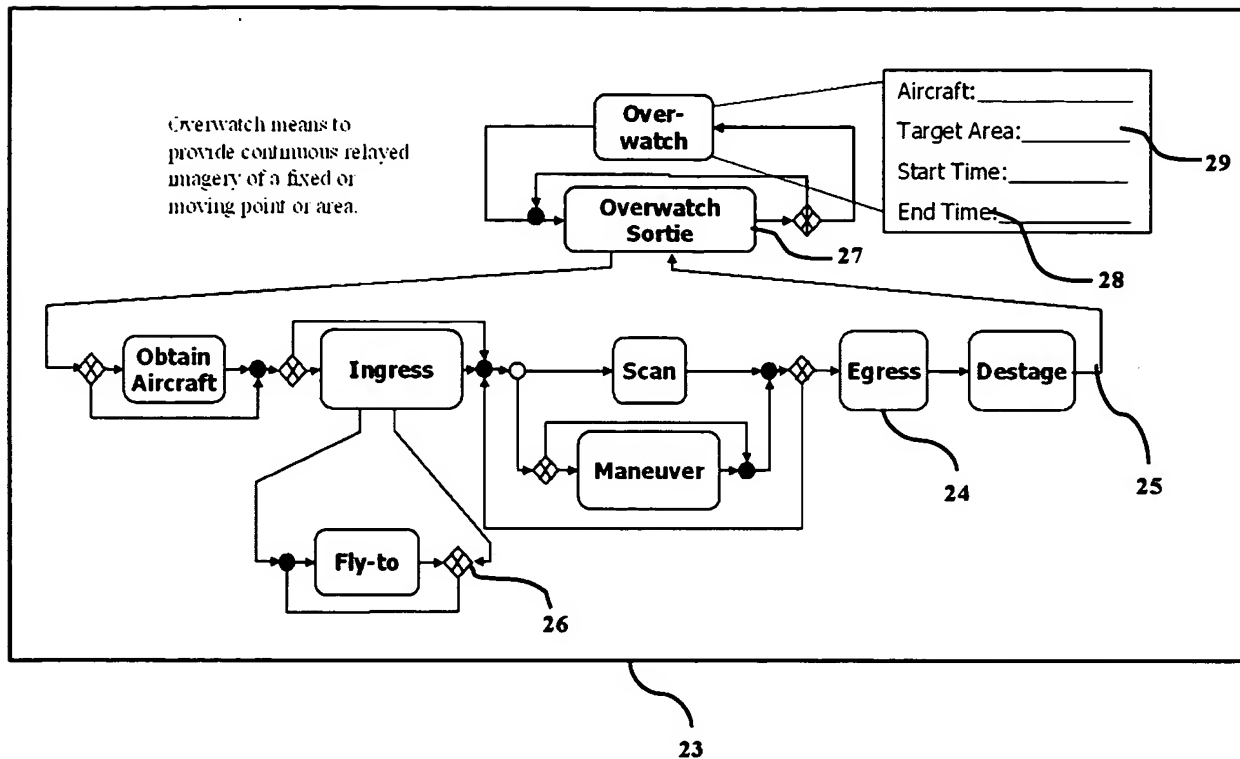 Overwatch means to
provide continuous relayed
imagery of a fixed or
moving point or area.
Over-
watch
Aircraft:
Target Area:
Start Time:
End Time:
29
28
Overwatch
Sortie
27
Obtain
Aircraft
Ingress
Scan
Egress
Destage
Maneuver
24
25
Fly-to
26
23